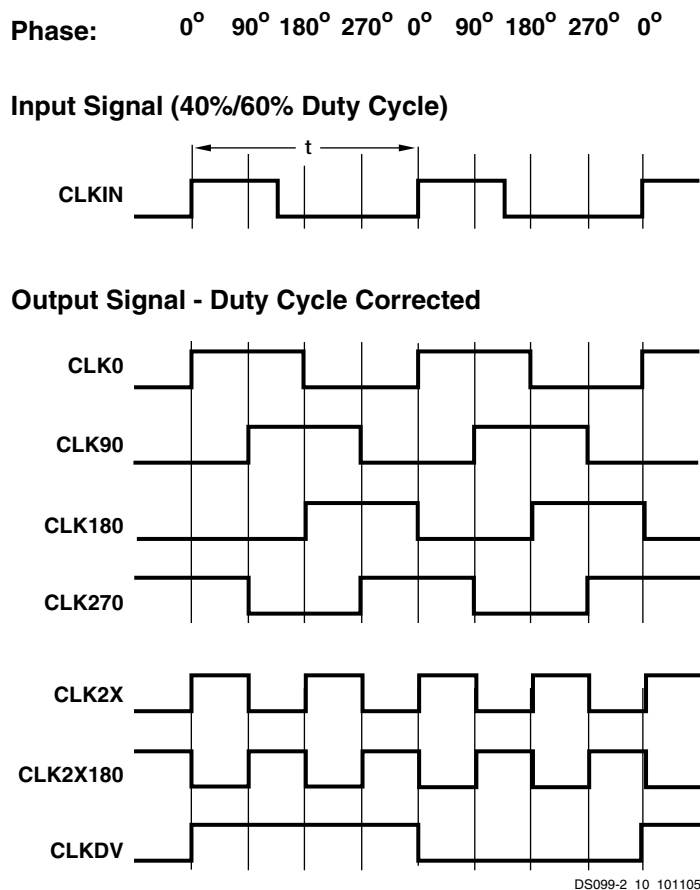 Phase: 0° 90° 180° 270° 0° 90° 180° 270° 0°
Input Signal (40%/60% Duty Cycle)
t
CLKIN
Output Signal - Duty Cycle Corrected
CLK0
CLK90
CLK180
CLK270
CLK2X
CLK2X180
CLKDV
DS099-2_10_101105